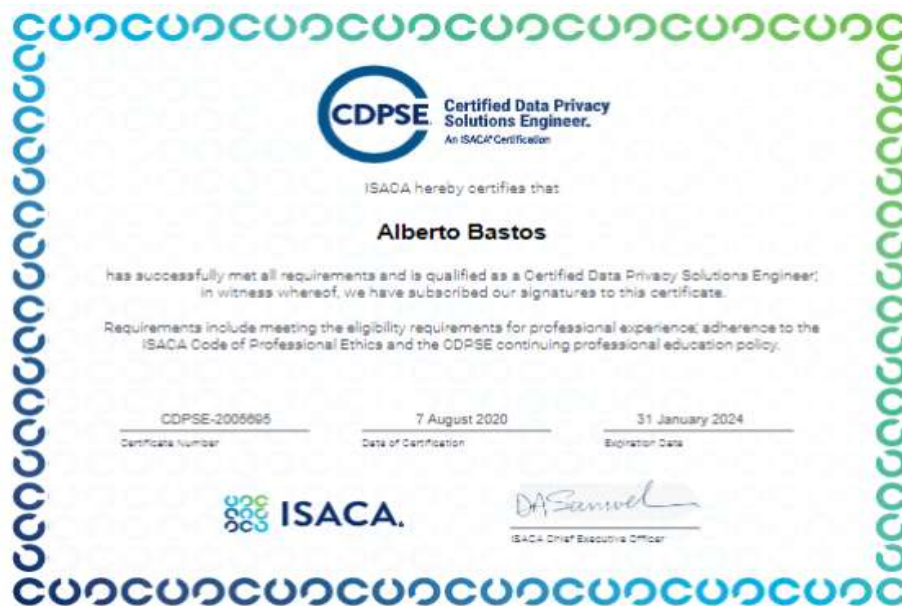 CDPSE
Certified Data Privacy
Solutions Engineer.
An ISACA® Certification
ISACA hereby certifies that
Alberto Bastos
has successfully met all requirements and is qualified as a Certified Data Privacy Solutions Engineer;
in witness whereof, we have subscribed our signatures to this certificate.
Requirements include meeting the eligibility requirements for professional experience; adherence to the
ISACA Code of Professional Ethics and the CDPSE continuing professional education policy.
CDPSE-2005695 7 August 2020 31 January 2024
Certificate Number Date of Certification Expiration Date
ISACA.
DASamuel
ISACA Chief Executive Officer